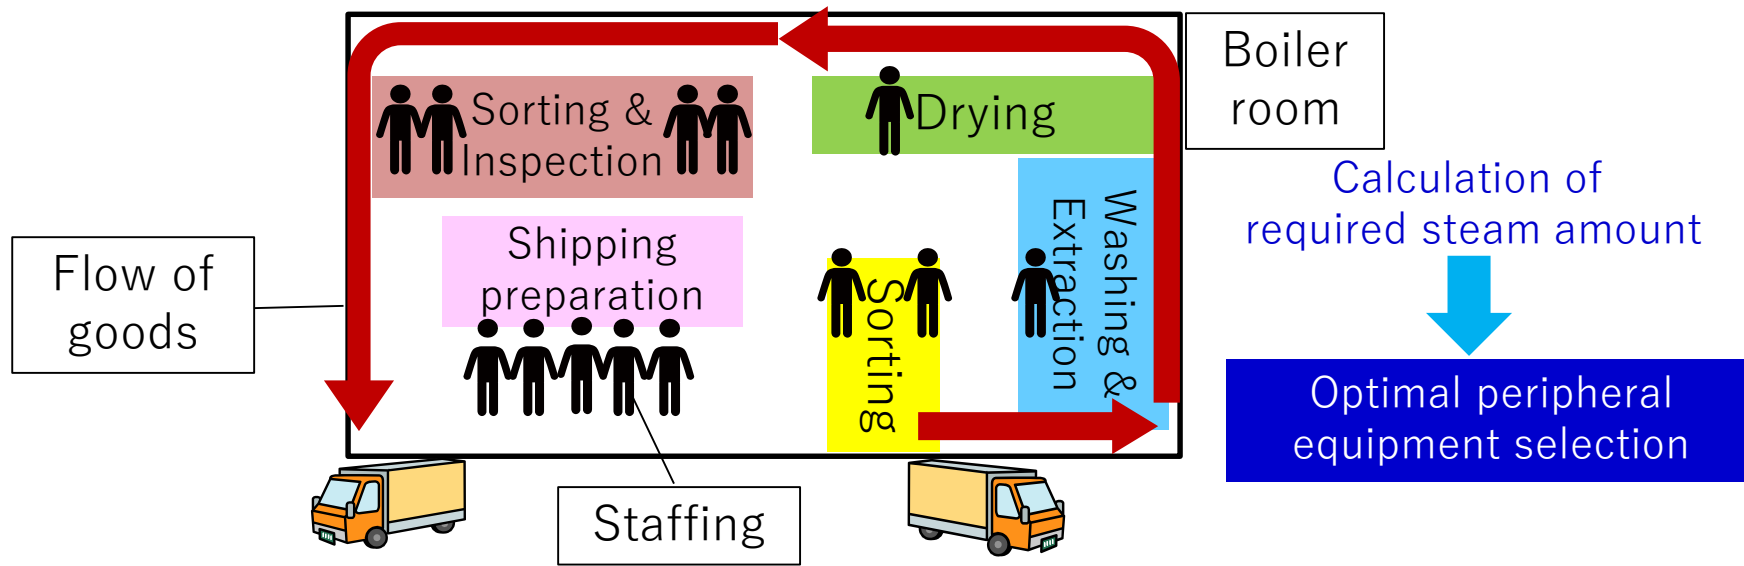 Boiler
room
Sorting &
Inspection
Drying
Washing &
Extraction
Calculation of
required steam amount
Shipping
preparation
Flow of
goods
Sorting
Optimal peripheral
equipment selection
Staffing